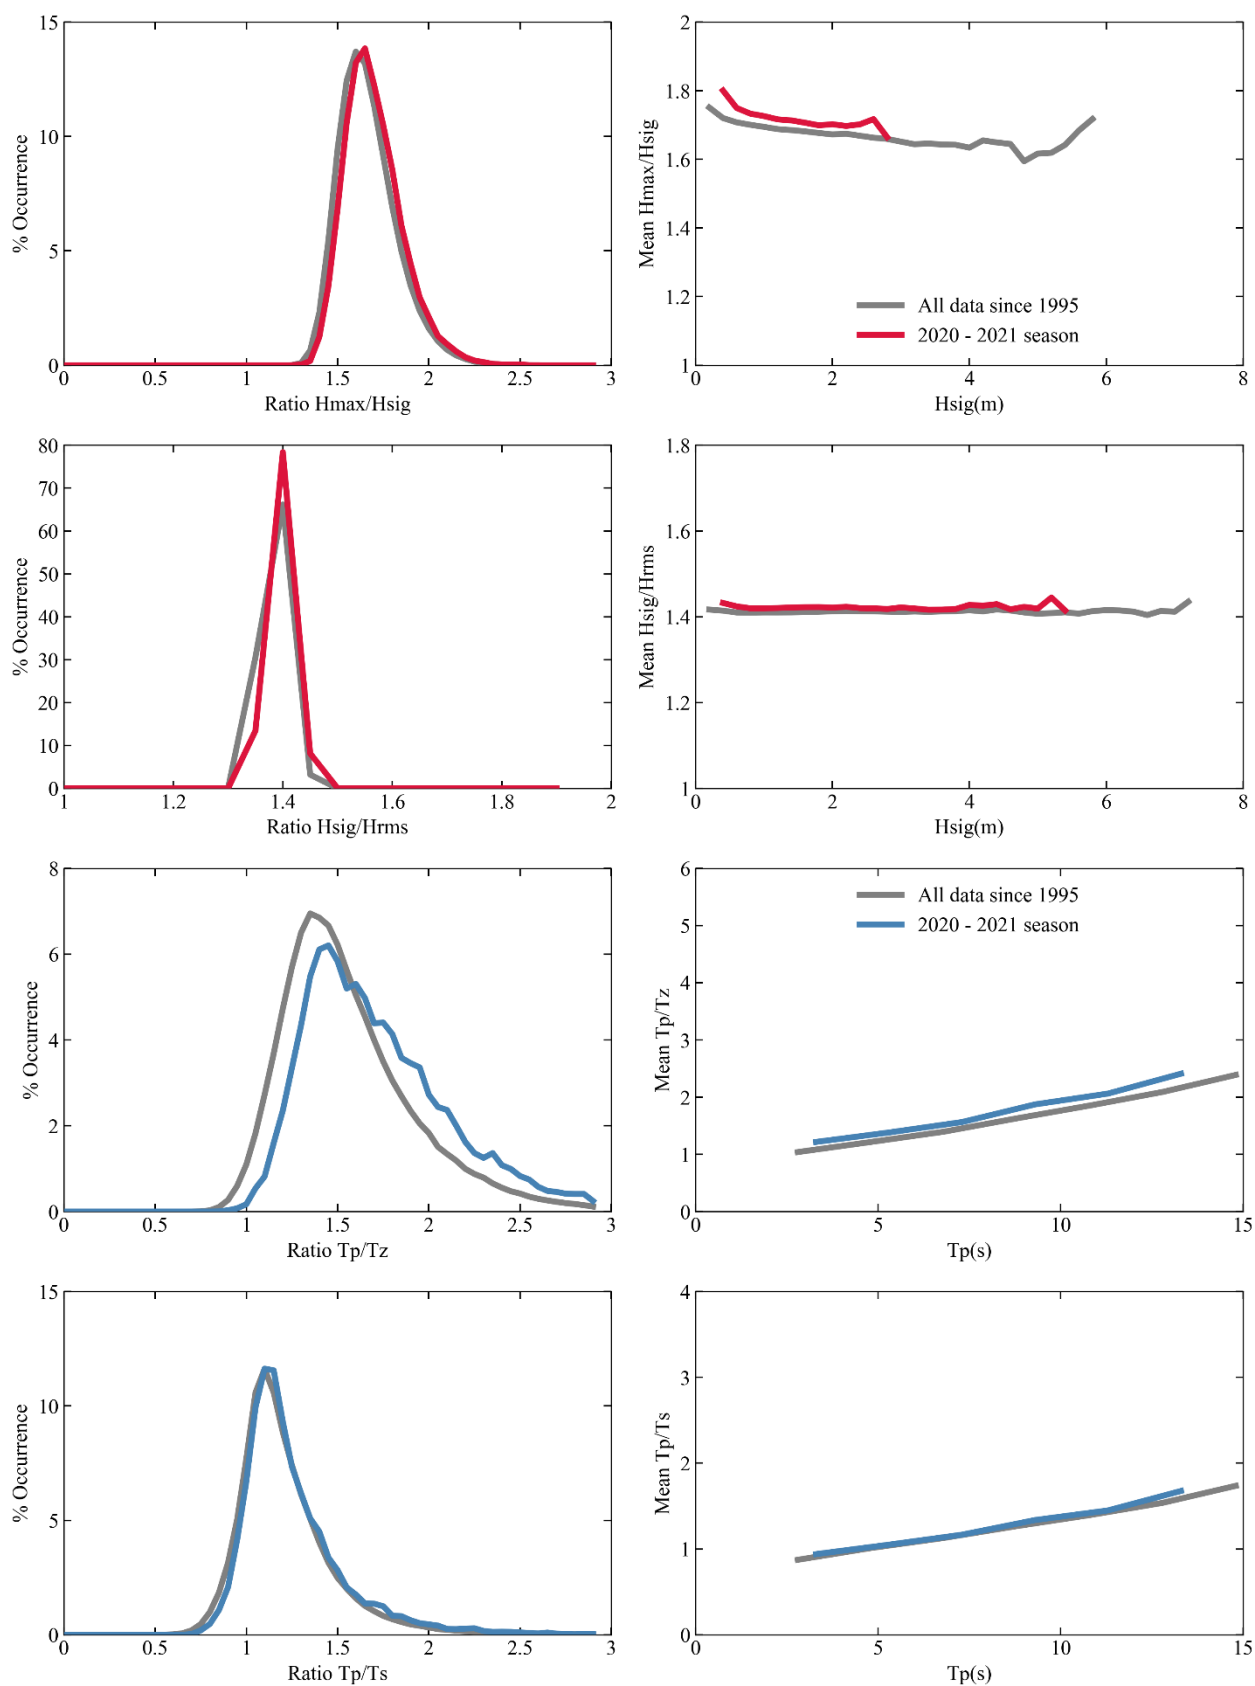 15
10
5
0
% Occurrence
0 0.5 1 1.5 2 2.5 3
Ratio Hmax/Hsig
2
1.8
1.6
1.4
1.2
1
Mean Hmax/Hsig
All data since 1995
2020 - 2021 season
0 2 4 6 8
Hsig(m)
80
70
60
50
40
30
20
10
0
% Occurrence
1 1.2 1.4 1.6 1.8 2
Ratio Hsig/Hrms
1.8
1.6
1.4
1.2
1
Mean Hsig/Hrms
0 2 4 6 8
Hsig(m)
8
6
4
2
0
% Occurrence
0 0.5 1 1.5 2 2.5 3
Ratio Tp/Tz
6
5
4
3
2
1
0
Mean Tp/Tz
All data since 1995
2020 - 2021 season
0 5 10 15
Tp(s)
15
10
5
0
% Occurrence
0 0.5 1 1.5 2 2.5 3
Ratio Tp/Ts
4
3
2
1
0
Mean Tp/Ts
0 5 10 15
Tp(s)